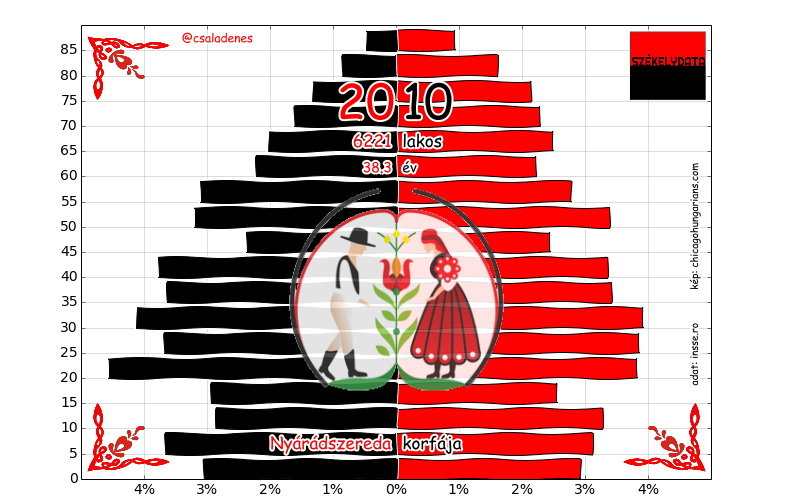 @csaladenes
SZÉKELYDATA
2010
6221 lakos
38.3 év
kép: chicagohungarians.com
adat: insse.ro
Nyárádszereda korfája
85
80
75
70
65
60
55
50
45
40
35
30
25
20
15
10
5
0
4% 3% 2% 1% 0% 1% 2% 3% 4%